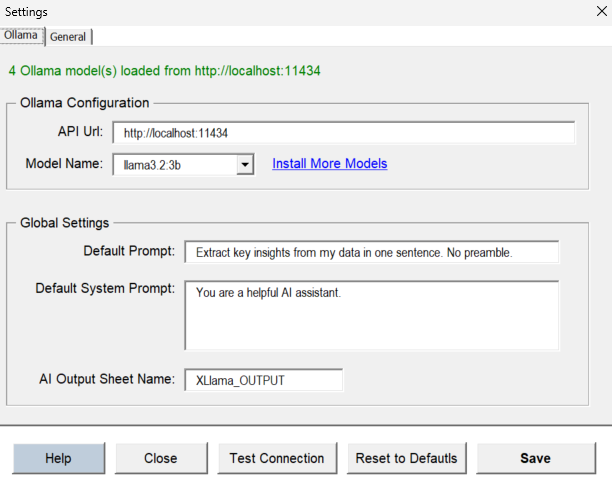 Settings
Ollama General
4 Ollama model(s) loaded from http://localhost:11434
Ollama Configuration
API Url: http://localhost:11434
Model Name: llama3.2:3b Install More Models
Global Settings
Default Prompt: Extract key insights from my data in one sentence. No preamble.
Default System Prompt: You are a helpful AI assistant.
AI Output Sheet Name: XLlama_OUTPUT
Help Close Test Connection Reset to Defautls Save